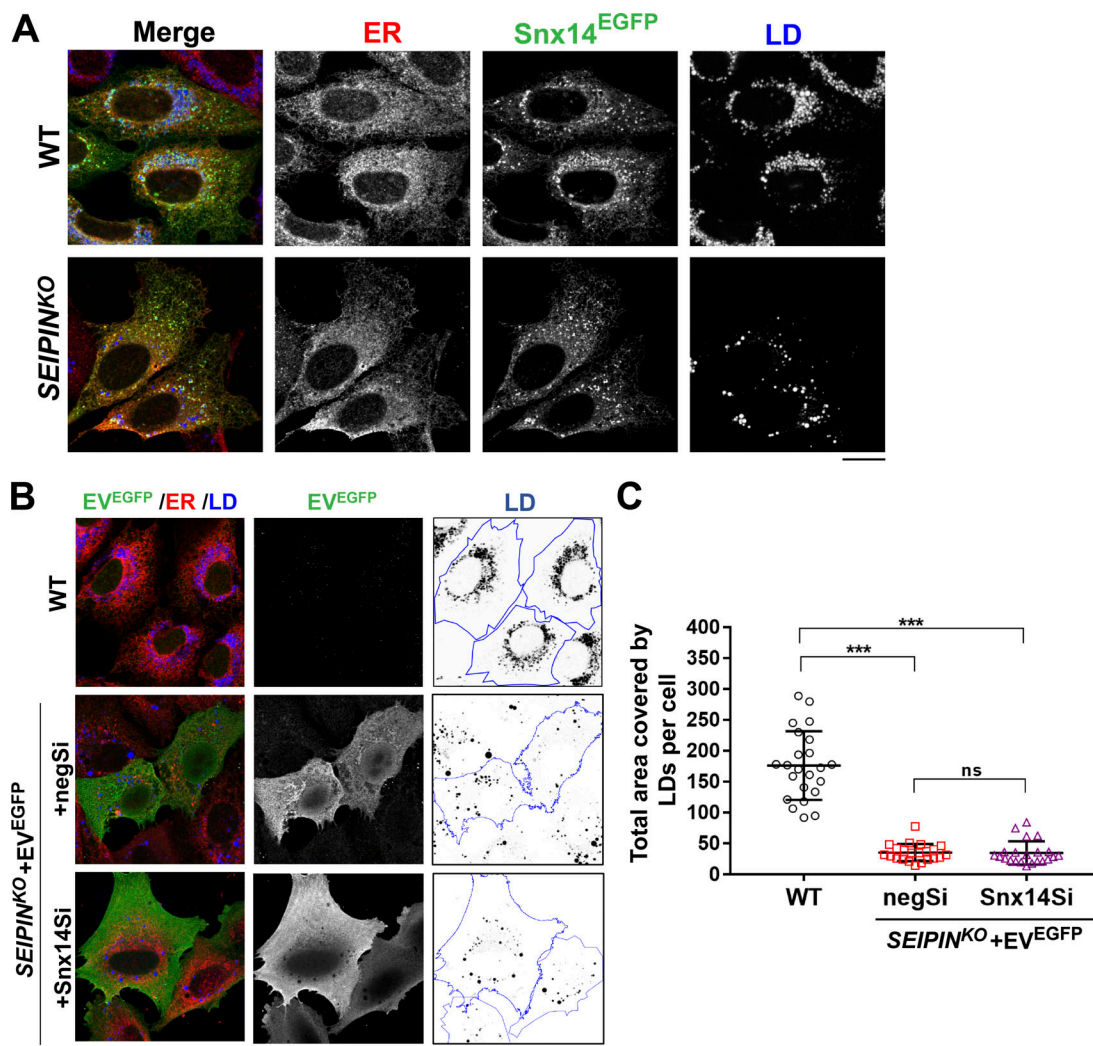 A
Merge
ER
Snx14EGFP
LD
WT
SEIPINKO
B
EVEGFP /ER /LD
EVEGFP
LD
WT
SEIPINKO+EVEGFP
+negSi
+Snx14Si
C
Total area covered by
LDs per cell
400
350
300
250
200
150
100
50
0
***
***
ns
WT
negSi
Snx14Si
SEIPINKO+EVEGFP